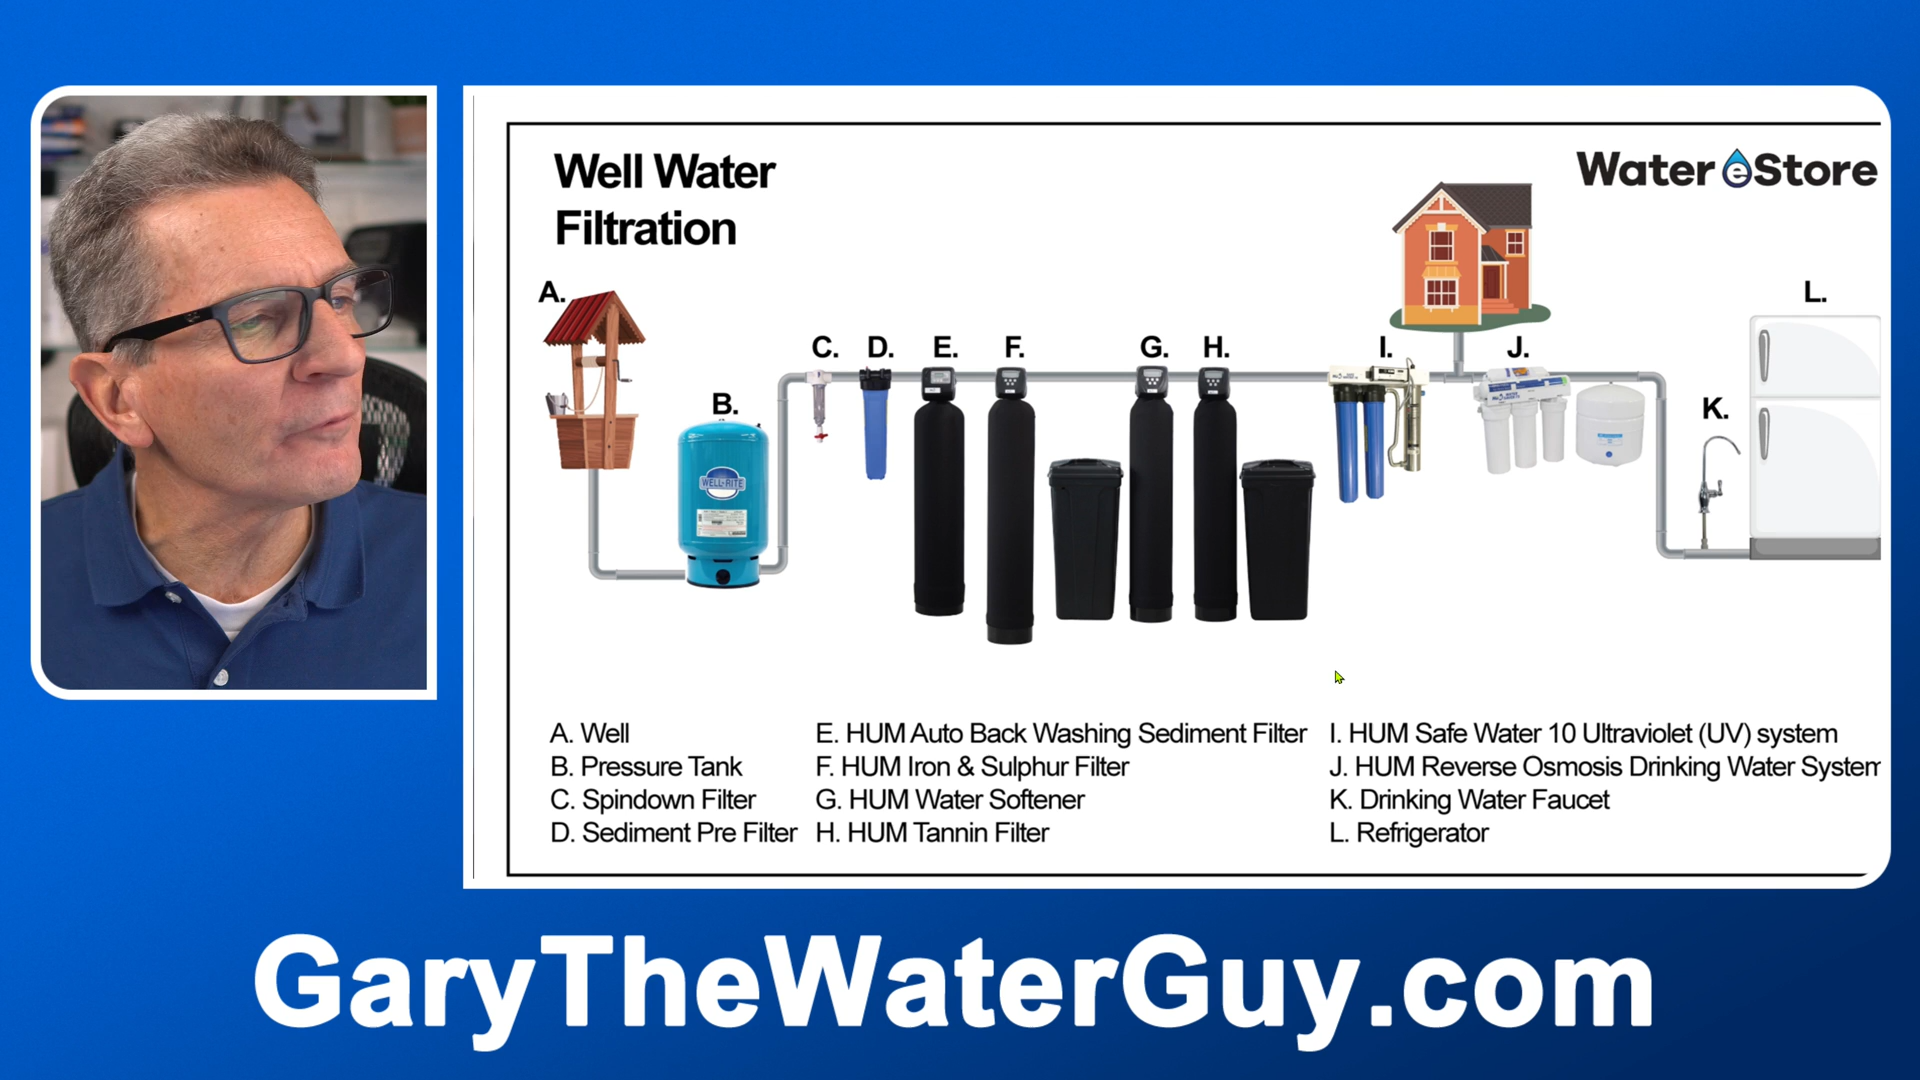 Well Water
Filtration
Water eStore
A.
B.
C.
D.
E.
F.
G.
H.
I.
J.
K.
L.
WELL-RITE
A. Well
B. Pressure Tank
C. Spindown Filter
D. Sediment Pre Filter
E. HUM Auto Back Washing Sediment Filter
F. HUM Iron & Sulphur Filter
G. HUM Water Softener
H. HUM Tannin Filter
I. HUM Safe Water 10 Ultraviolet (UV) system
J. HUM Reverse Osmosis Drinking Water System
K. Drinking Water Faucet
L. Refrigerator
GaryTheWaterGuy.com